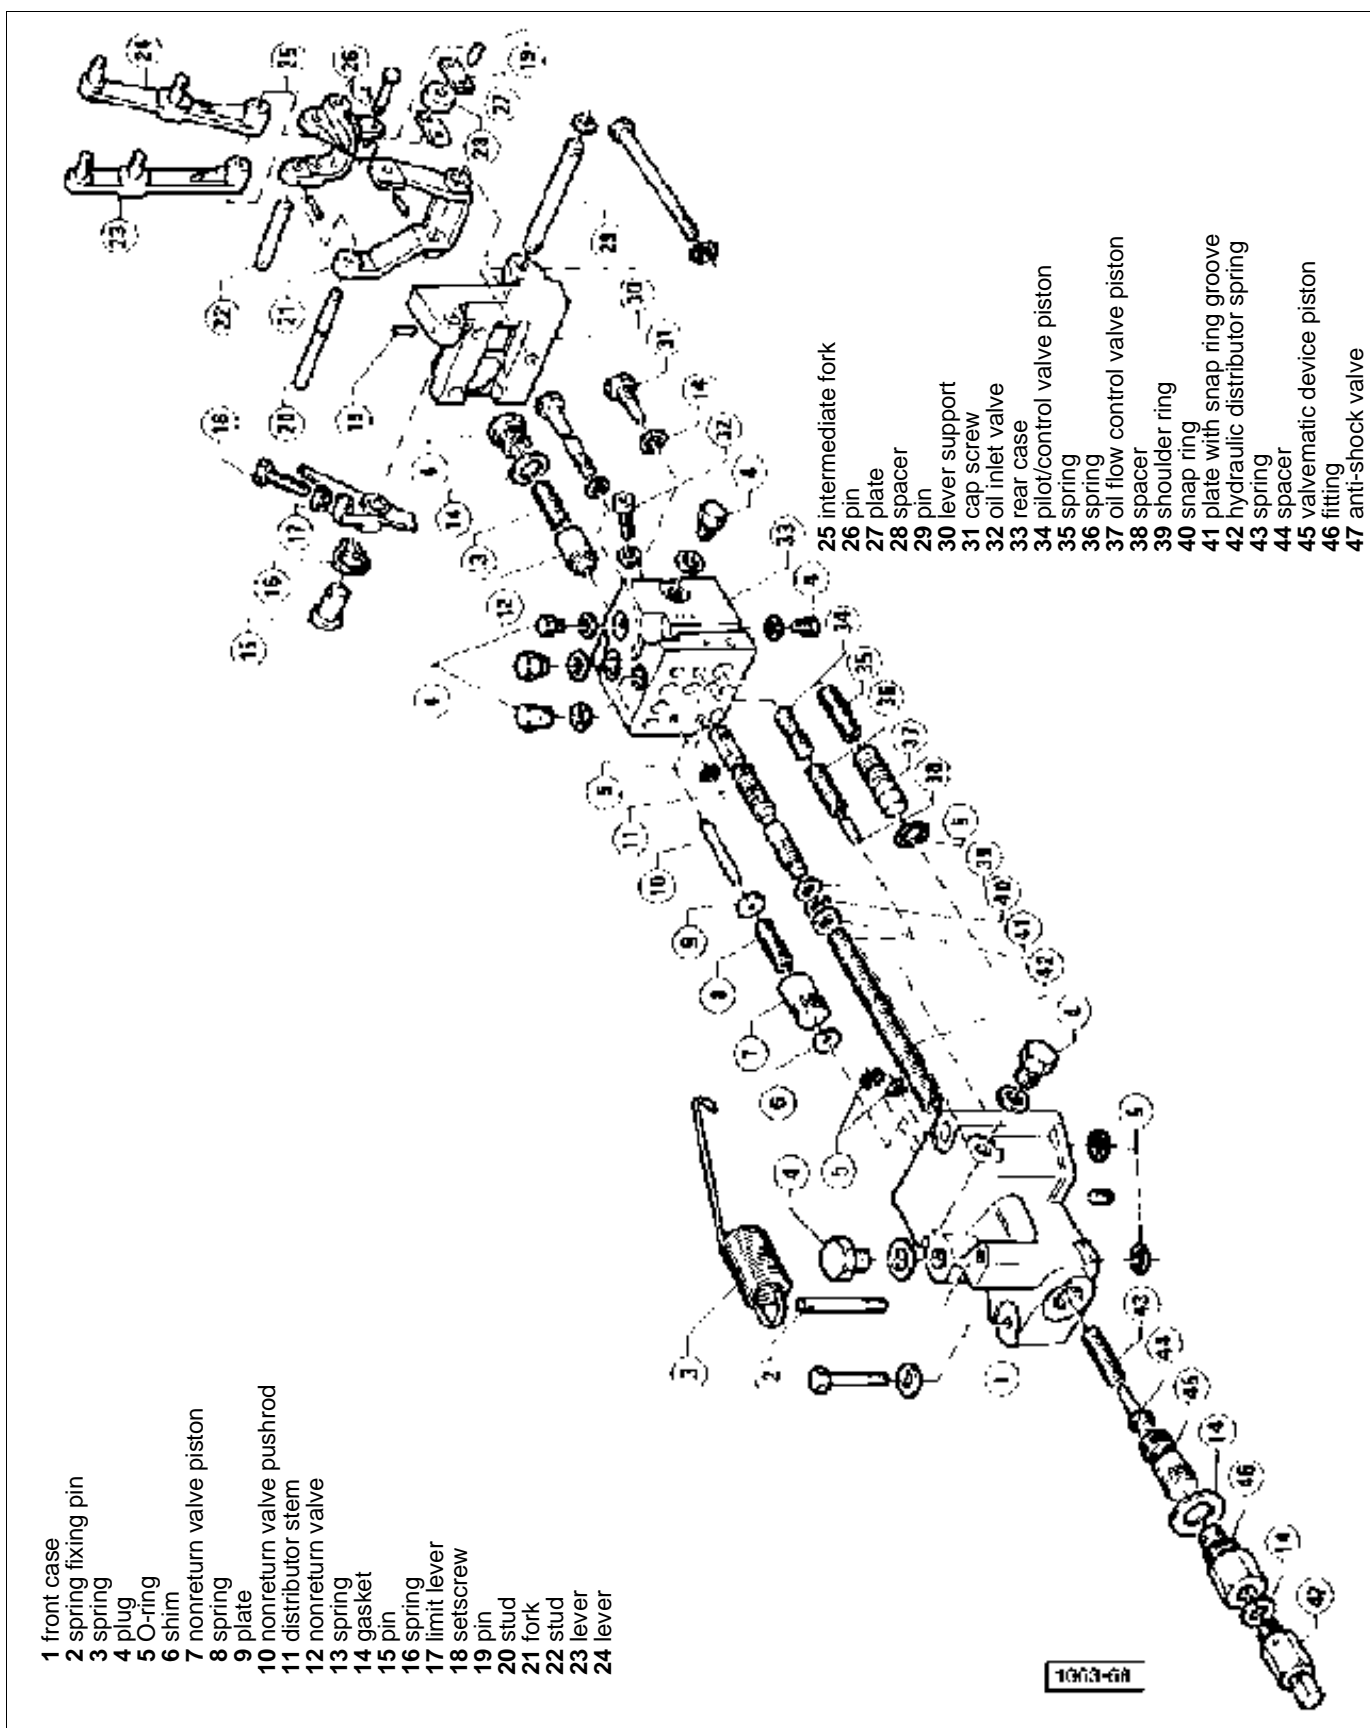 1 front case
2 spring fixing pin
3 spring
4 plug
5 O-ring
6 shim
7 nonreturn valve piston
8 spring
9 plate
10 nonreturn valve pushrod
11 distributor stem
12 nonreturn valve
13 spring
14 gasket
15 pin
16 spring
17 limit lever
18 setscrew
19 pin
20 stud
21 fork
22 stud
23 lever
24 lever
25 intermediate fork
26 pin
27 plate
28 spacer
29 pin
30 lever support
31 cap screw
32 oil inlet valve
33 rear case
34 pilot/control valve piston
35 spring
36 spring
37 oil flow control valve piston
38 spacer
39 shoulder ring
40 snap ring
41 plate with snap ring groove
42 hydraulic distributor spring
43 spring
44 spacer
45 valvematic device piston
46 fitting
47 anti-shock valve